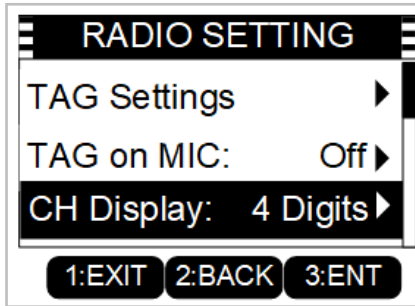 RADIO SETTING
TAG Settings
TAG on MIC: Off
CH Display: 4 Digits
1:EXIT 2:BACK 3:ENT